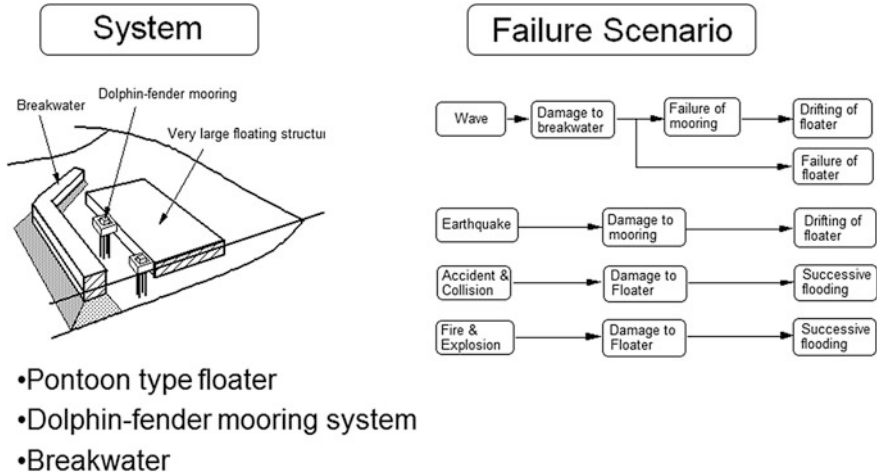 System
Failure Scenario
Dolphin-fender mooring
Breakwater
Very large floating structur
Wave
Damage to
breakwater
Failure of
mooring
Drifting of
floater
Failure of
floater
Earthquake
Damage to
mooring
Drifting of
floater
Accident &
Collision
Damage to
Floater
Successive
flooding
Fire &
Explosion
Damage to
Floater
Successive
flooding
•Pontoon type floater
•Dolphin-fender mooring system
•Breakwater